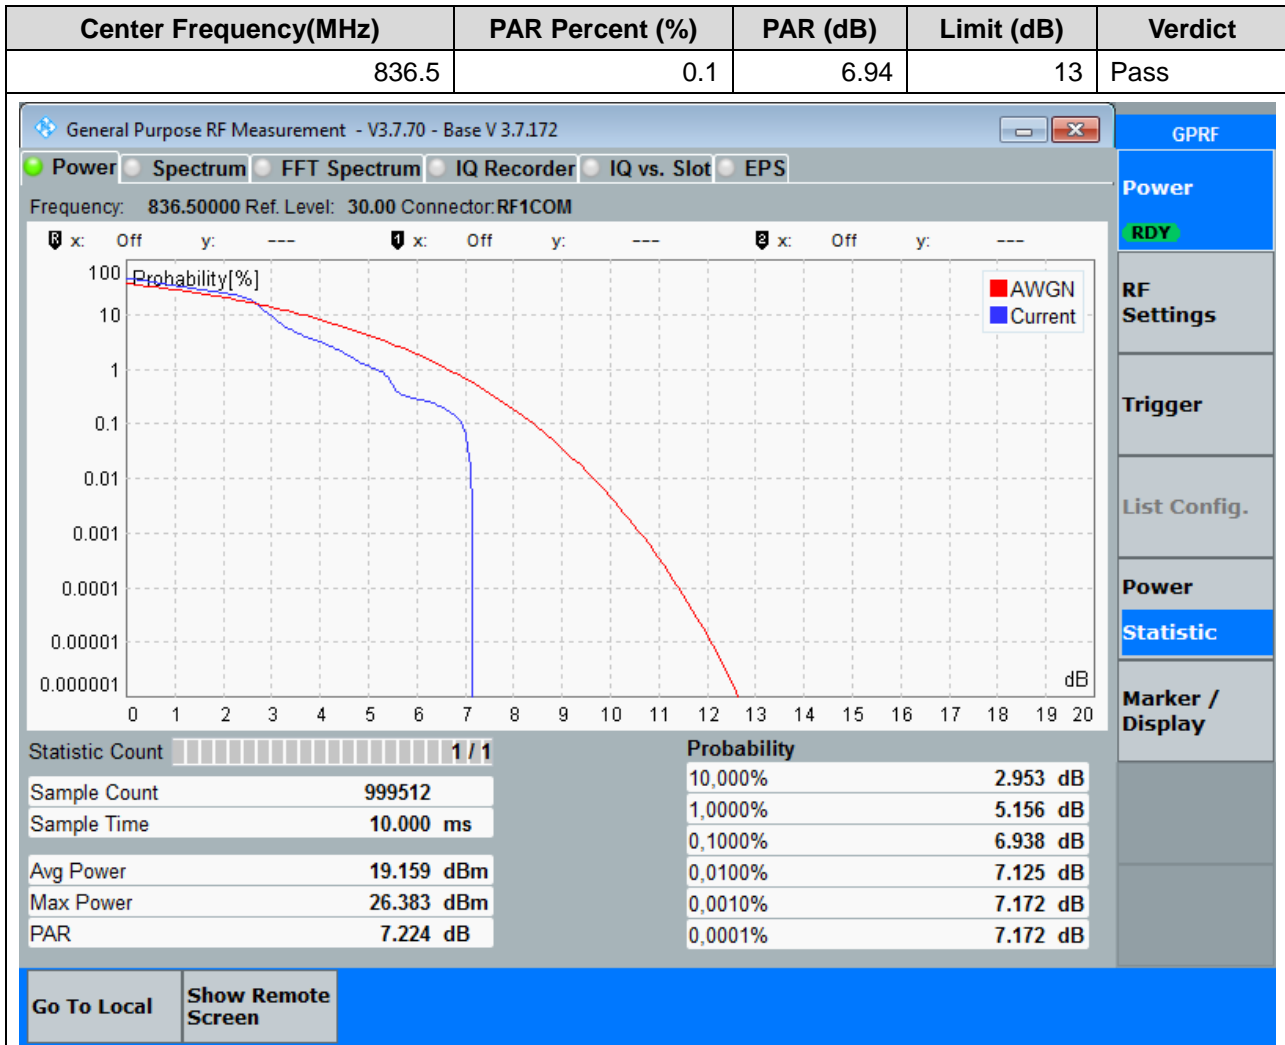 Center Frequency(MHz) PAR Percent (%) PAR (dB) Limit (dB) Verdict
836.5 0.1 6.94 13 Pass
General Purpose RF Measurement - V3.7.70 - Base V 3.7.172
GPRF
Power Spectrum FFT Spectrum IQ Recorder IQ vs. Slot EPS
Frequency: 836.50000 Ref. Level: 30.00 Connector: RF1COM
R x: Off y: --- 1 x: Off y: --- 2 x: Off y: ---
Probability[%]
AWGN
Current
100
10
1
0.1
0.01
0.001
0.0001
0.00001
0.000001
dB
0 1 2 3 4 5 6 7 8 9 10 11 12 13 14 15 16 17 18 19 20
Statistic Count 1 / 1
Sample Count 999512
Sample Time 10.000 ms
Avg Power 19.159 dBm
Max Power 26.383 dBm
PAR 7.224 dB
Probability
10,000% 2.953 dB
1,0000% 5.156 dB
0,1000% 6.938 dB
0,0100% 7.125 dB
0,0010% 7.172 dB
0,0001% 7.172 dB
Power
RDY
RF
Settings
Trigger
List Config.
Power
Statistic
Marker /
Display
Go To Local
Show Remote
Screen